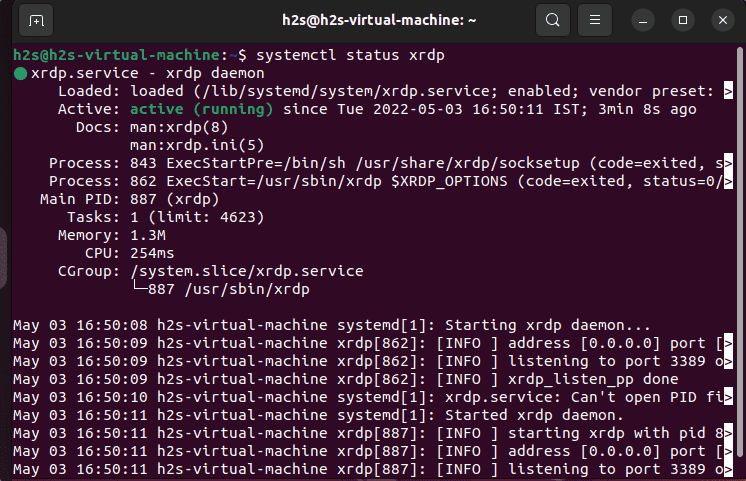 h2s@h2s-virtual-machine: ~
h2s@h2s-virtual-machine:~$ systemctl status xrdp
● xrdp.service - xrdp daemon
Loaded: loaded (/lib/systemd/system/xrdp.service; enabled; vendor preset: >
Active: active (running) since Tue 2022-05-03 16:50:11 IST; 3min 8s ago
Docs: man:xrdp(8)
man:xrdp.ini(5)
Process: 843 ExecStartPre=/bin/sh /usr/share/xrdp/socksetup (code=exited, s>
Process: 862 ExecStart=/usr/sbin/xrdp $XRDP_OPTIONS (code=exited, status=0/>
Main PID: 887 (xrdp)
Tasks: 1 (limit: 4623)
Memory: 1.3M
CPU: 254ms
CGroup: /system.slice/xrdp.service
└─887 /usr/sbin/xrdp
May 03 16:50:08 h2s-virtual-machine systemd[1]: Starting xrdp daemon...
May 03 16:50:09 h2s-virtual-machine xrdp[862]: [INFO ] address [0.0.0.0] port [>
May 03 16:50:09 h2s-virtual-machine xrdp[862]: [INFO ] listening to port 3389 o>
May 03 16:50:09 h2s-virtual-machine xrdp[862]: [INFO ] xrdp_listen_pp done
May 03 16:50:10 h2s-virtual-machine systemd[1]: xrdp.service: Can't open PID fi>
May 03 16:50:11 h2s-virtual-machine systemd[1]: Started xrdp daemon.
May 03 16:50:11 h2s-virtual-machine xrdp[887]: [INFO ] starting xrdp with pid 8>
May 03 16:50:11 h2s-virtual-machine xrdp[887]: [INFO ] address [0.0.0.0] port [>
May 03 16:50:11 h2s-virtual-machine xrdp[887]: [INFO ] listening to port 3389 o>